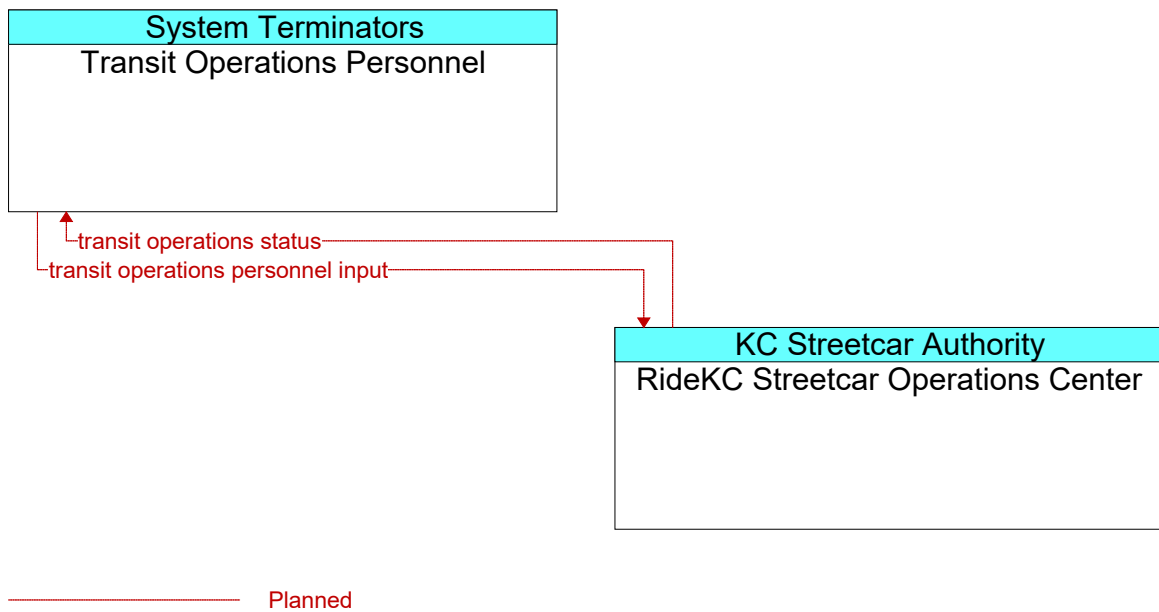 System Terminators
Transit Operations Personnel
transit operations status
transit operations personnel input
KC Streetcar Authority
RideKC Streetcar Operations Center
Planned